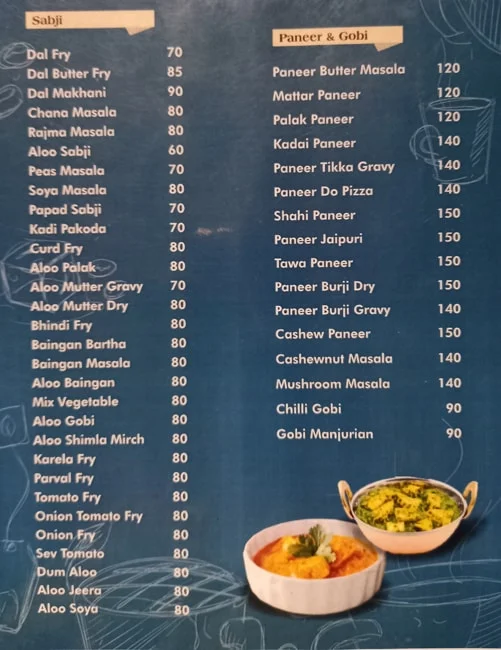 Sabji
Dal Fry 70
Dal Butter Fry 85
Dal Makhani 90
Chana Masala 80
Rajma Masala 80
Aloo Sabji 60
Peas Masala 70
Soya Masala 80
Papad Sabji 70
Kadi Pakoda 70
Curd Fry 80
Aloo Palak 80
Aloo Mutter Gravy 70
Aloo Mutter Dry 80
Bhindi Fry 80
Baingan Bartha 80
Baingan Masala 80
Aloo Baingan 80
Mix Vegetable 80
Aloo Gobi 80
Aloo Shimla Mirch 80
Karela Fry 80
Parval Fry 80
Tomato Fry 80
Onion Tomato Fry 80
Onion Fry 80
Sev Tomato 80
Dum Aloo 80
Aloo Jeera 80
Aloo Soya 80
Paneer & Gobi
Paneer Butter Masala 120
Mattar Paneer 120
Palak Paneer 120
Kadai Paneer 140
Paneer Tikka Gravy 140
Paneer Do Pizza 140
Shahi Paneer 150
Paneer Jaipuri 150
Tawa Paneer 150
Paneer Burji Dry 150
Paneer Burji Gravy 140
Cashew Paneer 150
Cashewnut Masala 140
Mushroom Masala 140
Chilli Gobi 90
Gobi Manjurian 90